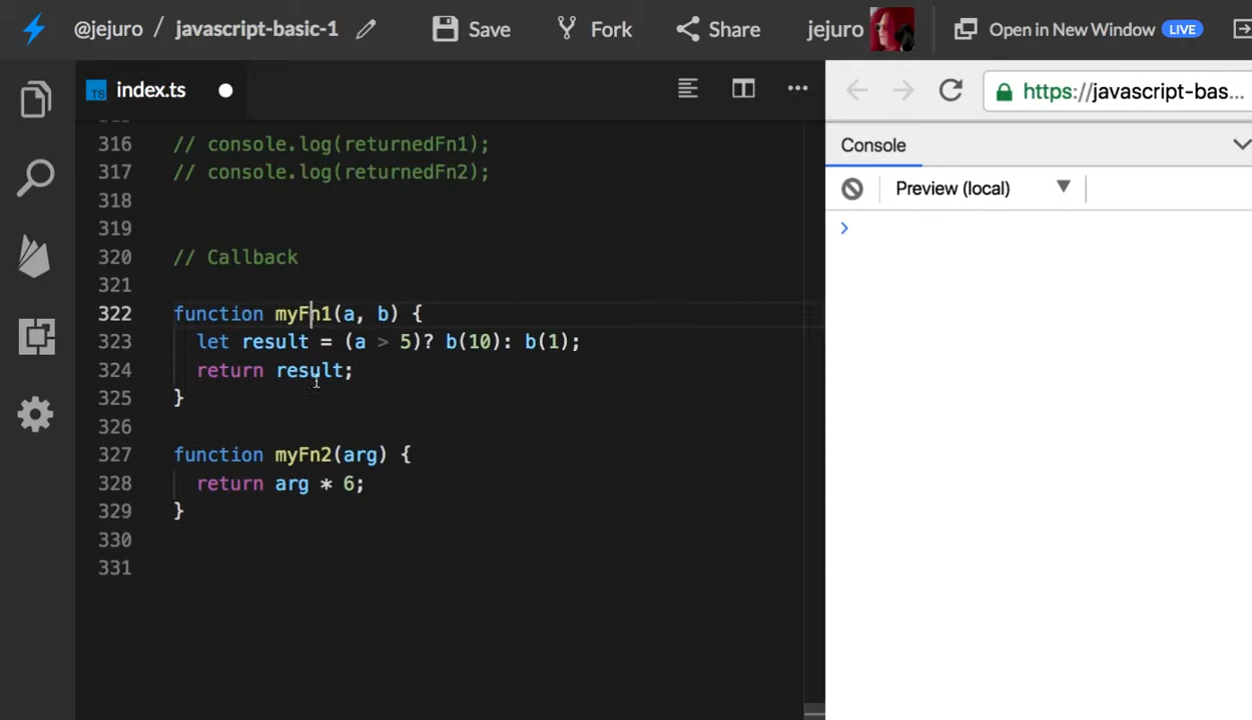 @jejuro / javascript-basic-1 Save Fork Share jejuro Open in New Window LIVE
TS index.ts
https://javascript-bas...
Console
Preview (local)
316 // console.log(returnedFn1);
317 // console.log(returnedFn2);
318
319
320 // Callback
321
322 function myFn1(a, b) {
323 let result = (a > 5)? b(10): b(1);
324 return result;
325 }
326
327 function myFn2(arg) {
328 return arg * 6;
329 }
330
331